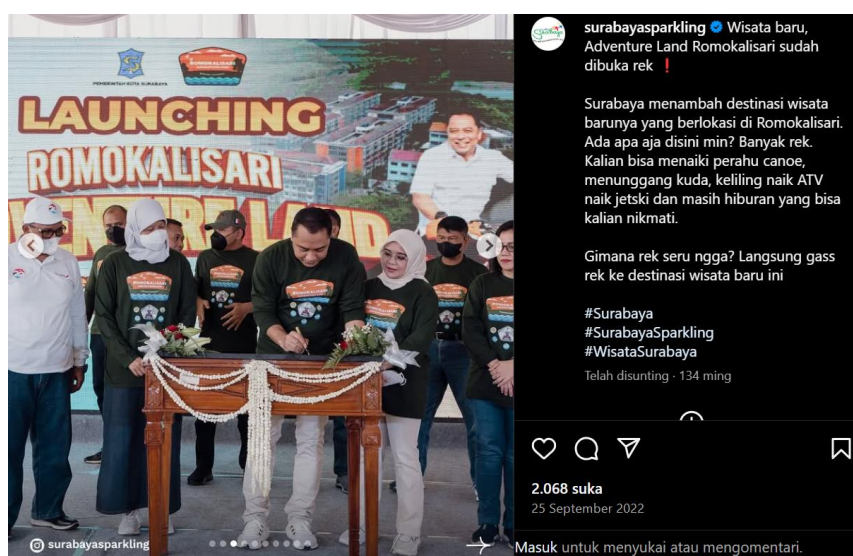 PEMERINTAH KOTA SURABAYA
ROMOKALISARI
LAUNCHING
ROMOKALISARI
LAND
surabayasparkling
surabayasparkling Wisata baru,
Adventure Land Romokalisari sudah
dibuka rek ❗
Surabaya menambah destinasi wisata
barunya yang berlokasi di Romokalisari.
Ada apa aja disini min? Banyak rek.
Kalian bisa menaiki perahu canoe,
menunggang kuda, keliling naik ATV
naik jetski dan masih hiburan yang bisa
kalian nikmati.
Gimana rek seru ngga? Langsung gass
rek ke destinasi wisata baru ini
#Surabaya
#SurabayaSparkling
#WisataSurabaya
Telah disunting · 134 ming
2.068 suka
25 September 2022
Masuk untuk menyukai atau mengomentari.